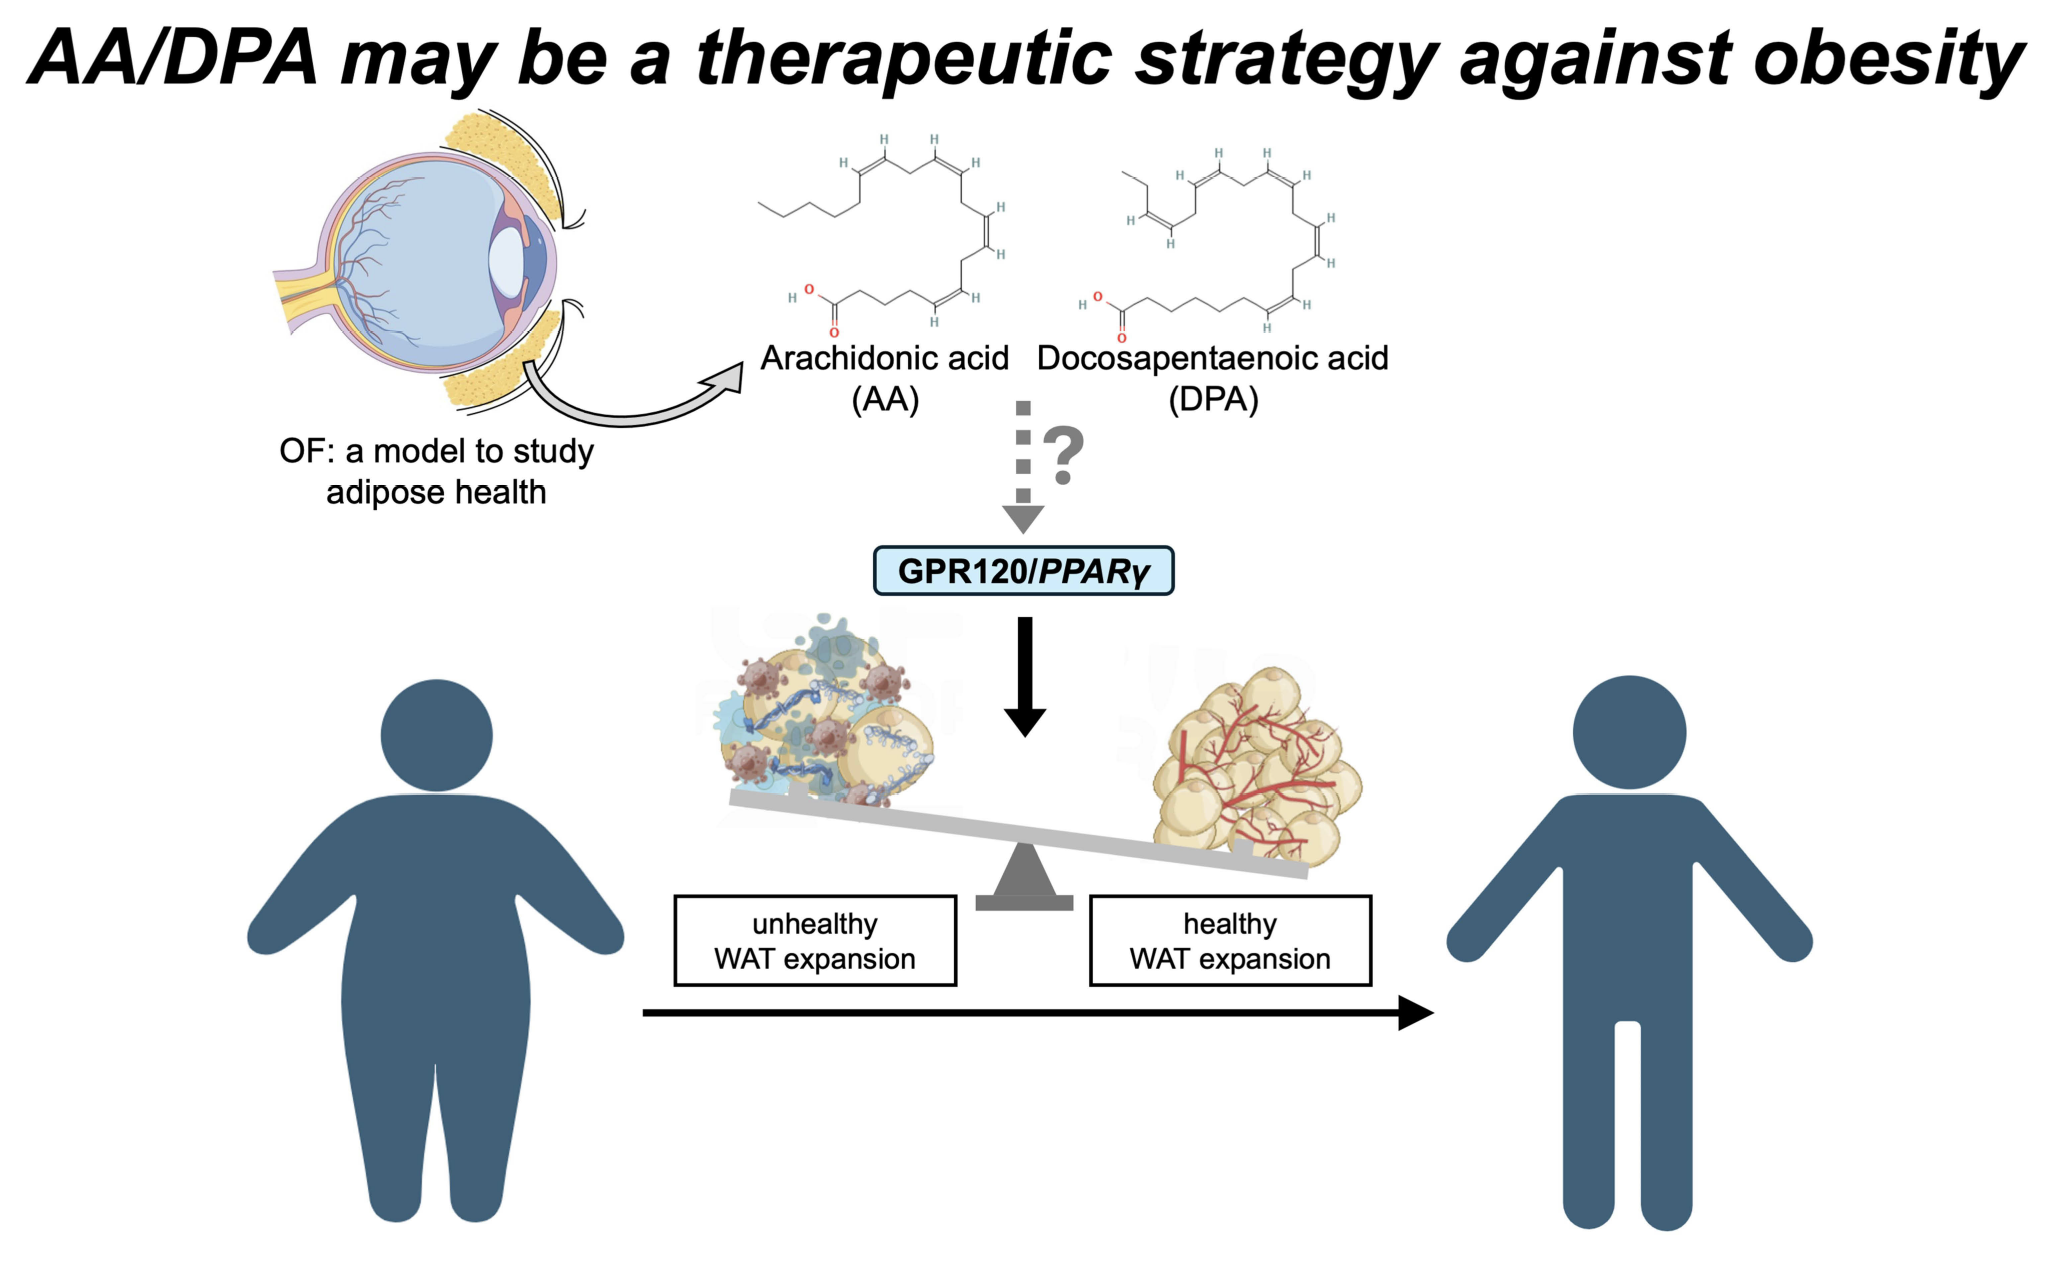 AA/DPA may be a therapeutic strategy against obesity
H H
H H
H
H
H
H
H O
O
H H
H H
H
H
H
H
H
H
H O
O
Arachidonic acid
(AA)
Docosapentaenoic acid
(DPA)
OF: a model to study
adipose health
?
GPR120/PPARγ
unhealthy
WAT expansion
healthy
WAT expansion